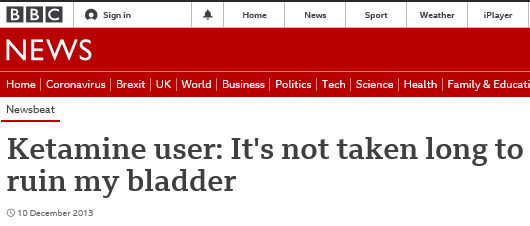 BBC Sign in Home News Sport Weather iPlayer
NEWS
Home Coronavirus Brexit UK World Business Politics Tech Science Health Family & Educati
Newsbeat
Ketamine user: It's not taken long to
ruin my bladder
10 December 2013